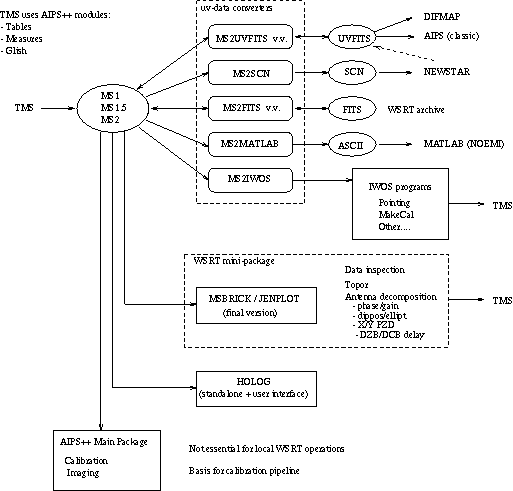 TMS uses AIPS++ modules:
- Tables
- Measures
- Glish
uv-data converters
MS2UVFITS v.v.
UVFITS
DIFMAP
AIPS (classic)
MS2SCN
SCN
NEWSTAR
TMS
MS1
MS1.5
MS2
MS2FITS v.v.
FITS
WSRT archive
MS2MATLAB
ASCII
MATLAB (NOEMI)
MS2IWOS
IWOS programs
Pointing
MakeCal
Other....
TMS
WSRT mini-package
MSBRICK / JENPLOT
(final version)
Data inspection
Topor
Antenna decomposition
- phase/gain
- dippos/ellipt.
- X/Y PZD
- DZB/DCB delay
TMS
HOLOG
(standalone + user interface)
AIPS++ Main Package
Calibration
Imaging
Not essential for local WSRT operations
Basis for calibration pipeline